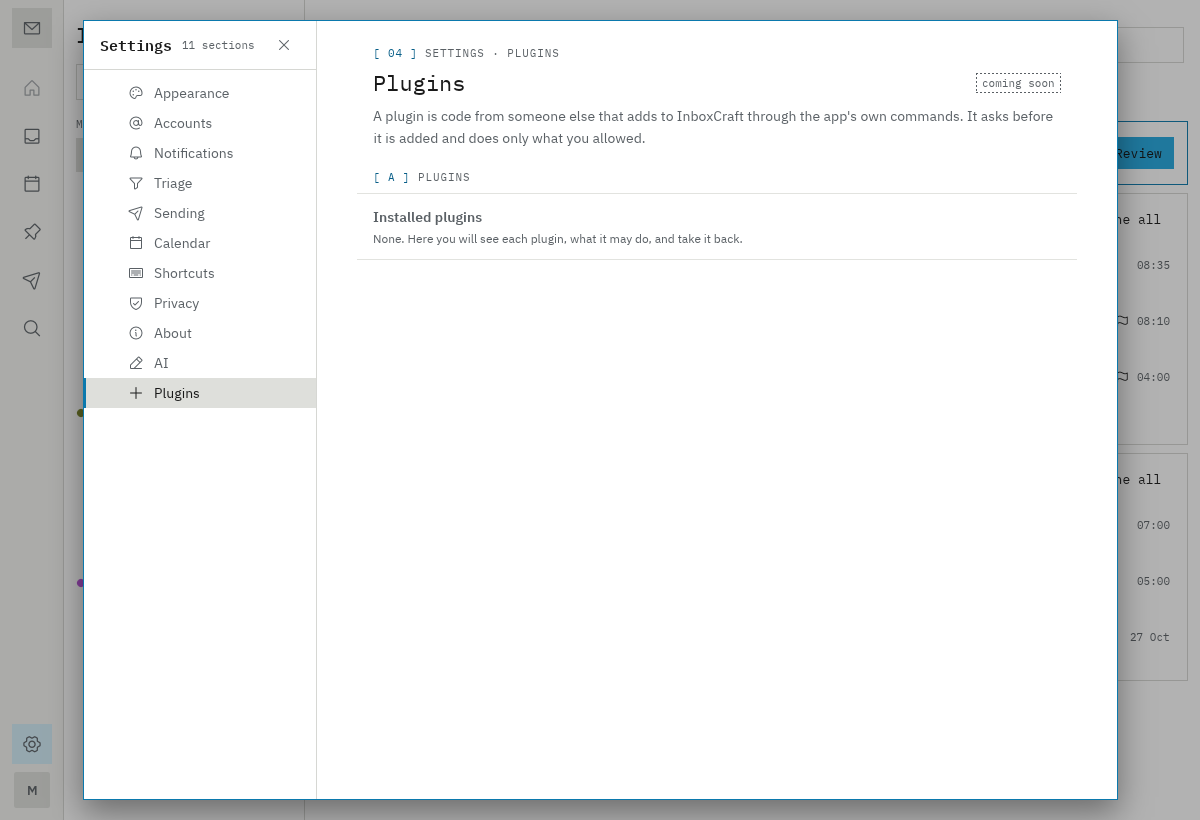 Settings 11 sections
Appearance
Accounts
Notifications
Triage
Sending
Calendar
Shortcuts
Privacy
About
AI
Plugins
[ 04 ] SETTINGS · PLUGINS
Plugins
coming soon
A plugin is code from someone else that adds to InboxCraft through the app's own commands. It asks before
it is added and does only what you allowed.
[ A ] PLUGINS
Installed plugins
None. Here you will see each plugin, what it may do, and take it back.
Review
all
08:35
08:10
04:00
all
07:00
05:00
27 Oct
M